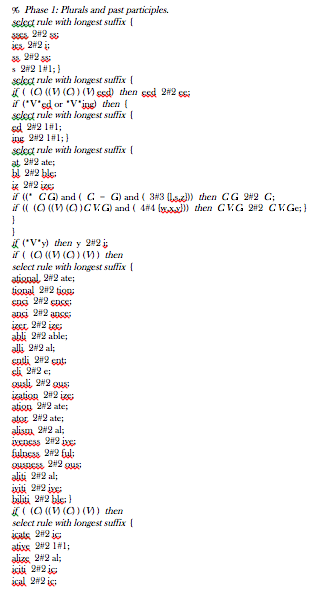 % Phase 1: Plurals and past participles.
select rule with longest suffix {
sses 2#2 ss;
ies 2#2 i;
ss 2#2 ss;
s 2#2 1#1; }
select rule with longest suffix {
if ( (C) ((V) (C) ) (V) eed) then eed 2#2 ee;
if (*V*ed or *V*ing) then {
select rule with longest suffix {
ed 2#2 1#1;
ing 2#2 1#1; }
select rule with longest suffix {
at 2#2 ate;
bl 2#2 ble;
iz 2#2 ize;
if ((* C G) and ( C − G) and ( 3#3 {l,s,z})) then C G 2#2 C;
if (( (C) ((V) (C) ) C V G) and ( 4#4 {w,x,y})) then C V G 2#2 C V Ge; }
}
}
if (*V*y) then y 2#2 i;
if ( (C) ((V) (C) ) (V) ) then
select rule with longest suffix {
ational 2#2 ate;
tional 2#2 tion;
enci 2#2 ence;
anci 2#2 ance;
izer 2#2 ize;
abli 2#2 able;
alli 2#2 al;
entli 2#2 ent;
eli 2#2 e;
ousli 2#2 ous;
ization 2#2 ize;
ation 2#2 ate;
ator 2#2 ate;
alism 2#2 al;
iveness 2#2 ive;
fulness 2#2 ful;
ousness 2#2 ous;
aliti 2#2 al;
iviti 2#2 ive;
biliti 2#2 ble; }
if ( (C) ((V) (C) ) (V) ) then
select rule with longest suffix {
icate 2#2 ic;
ative 2#2 1#1;
alize 2#2 al;
iciti 2#2 ic;
ical 2#2 ic;